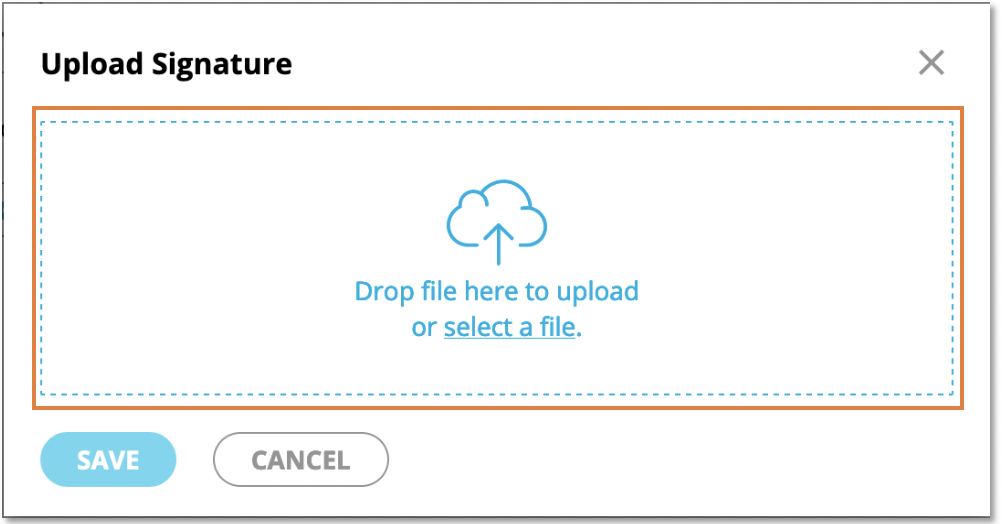 Upload Signature
Drop file here to upload
or select a file.
SAVE
CANCEL